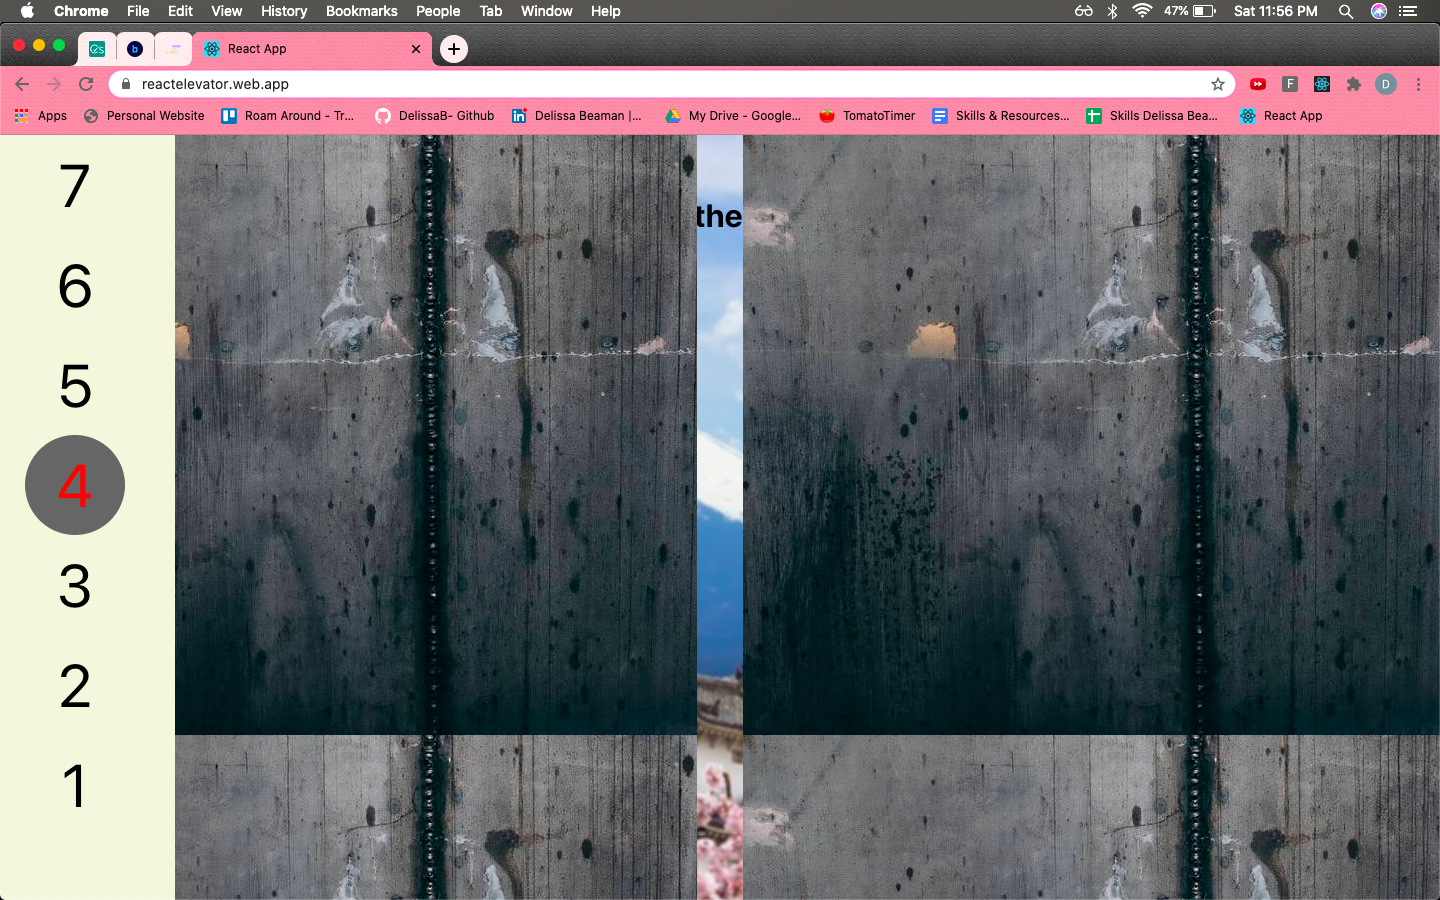 Chrome File Edit View History Bookmarks People Tab Window Help 47% Sat 11:56 PM
React App
reactelevator.web.app
F
D
Apps Personal Website Roam Around - Tr... DelissaB- Github Delissa Beaman |... My Drive - Google... TomatoTimer Skills & Resources... Skills Delissa Bea... React App
7
the
6
5
4
3
2
1